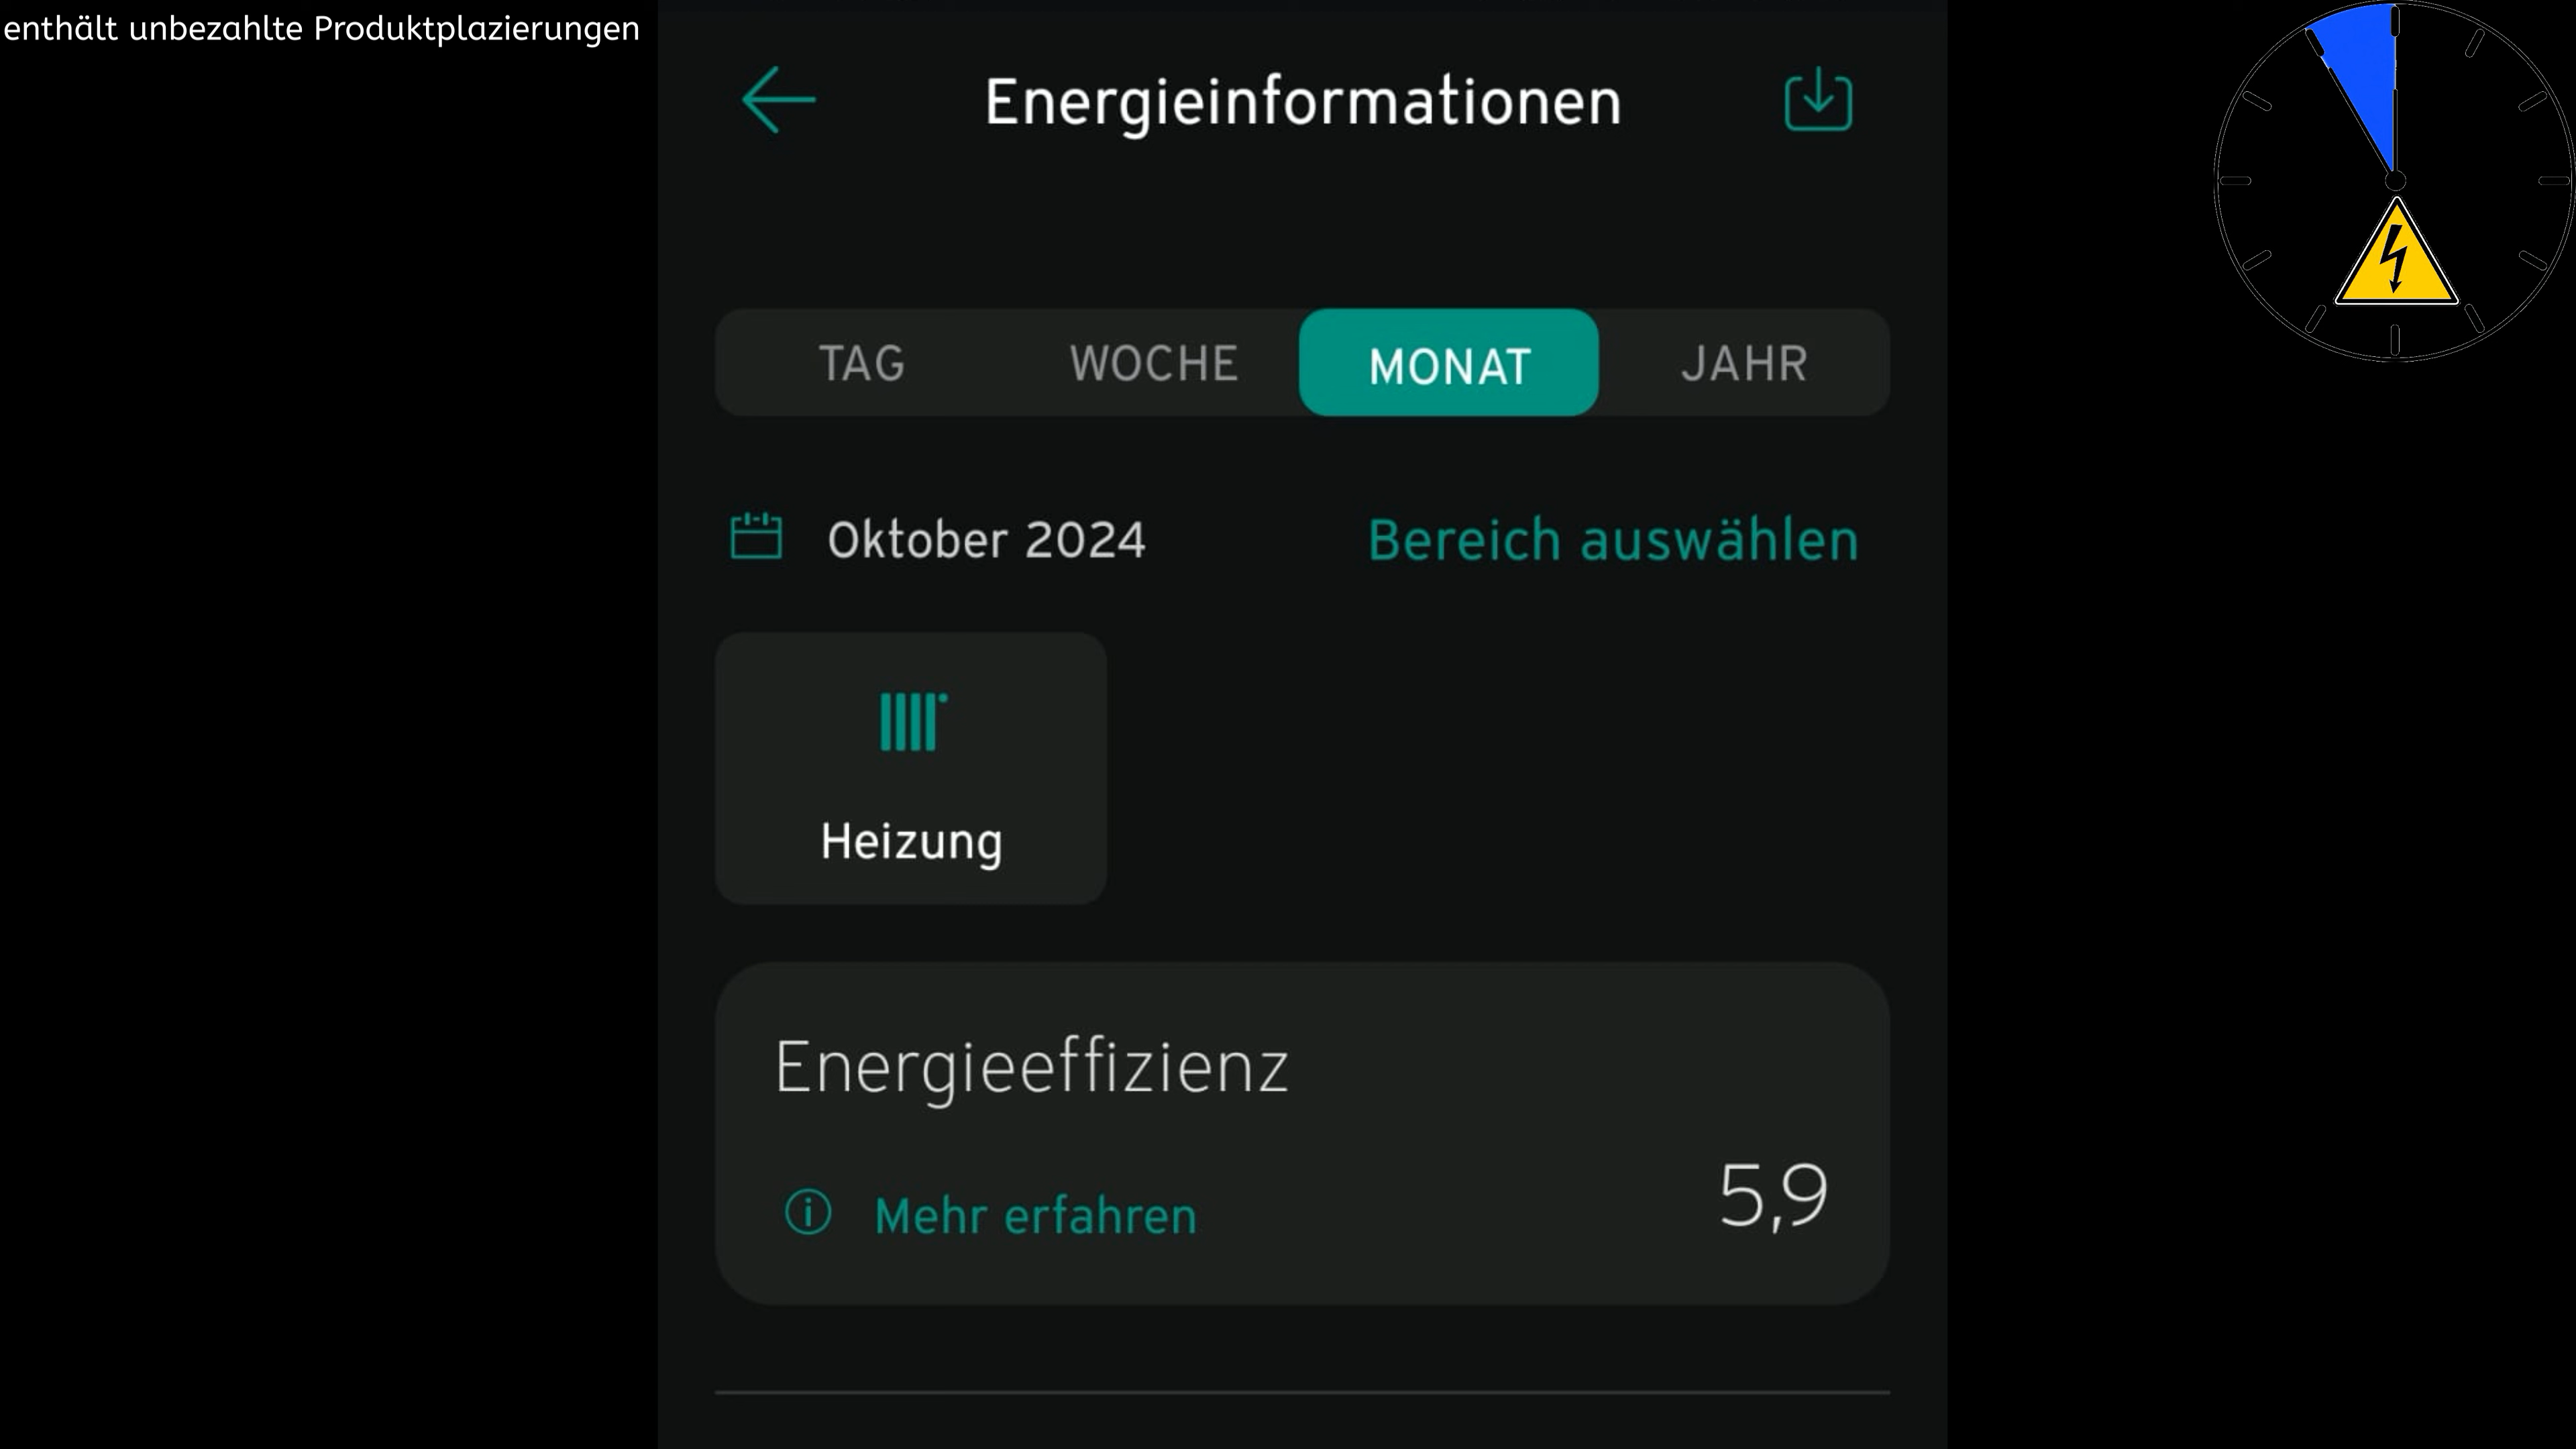 enthält unbezahlte Produktplazierungen
Energieinformationen
TAG WOCHE MONAT JAHR
Oktober 2024 Bereich auswählen
Heizung
Energieeffizienz
Mehr erfahren 5,9